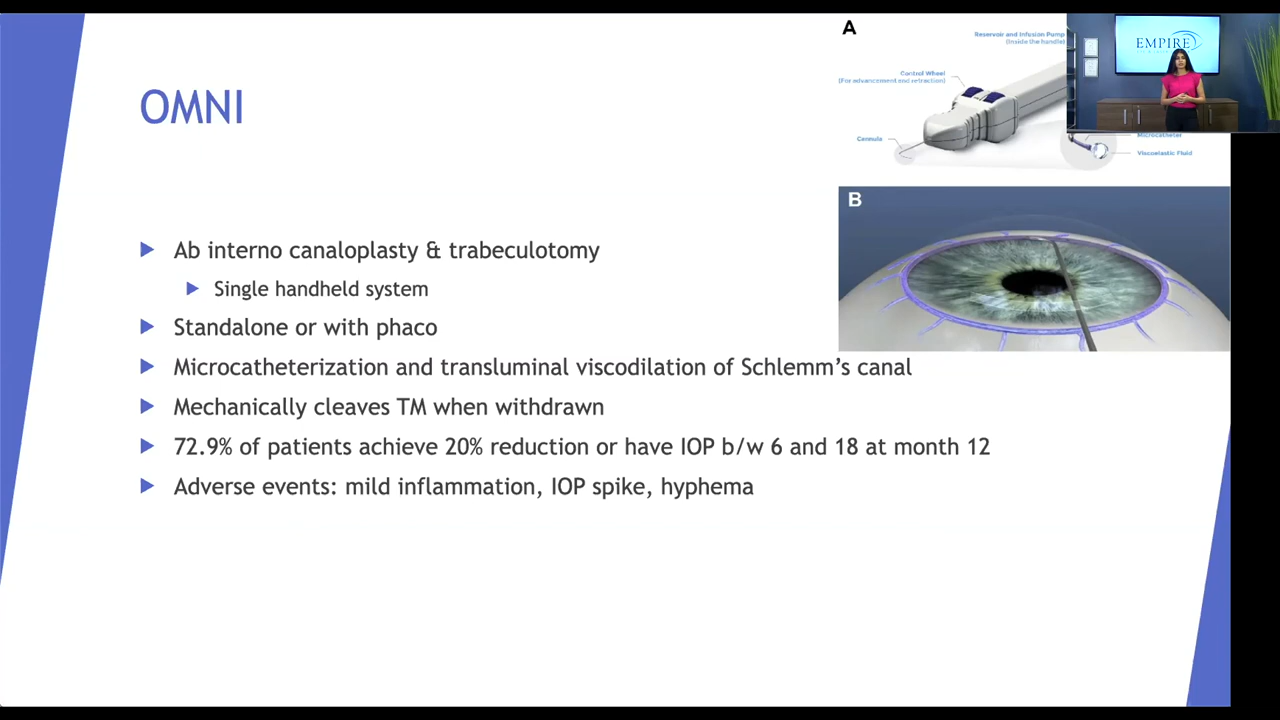 OMNI
Ab interno canaloplasty & trabeculotomy
Single handheld system
Standalone or with phaco
Microcatheterization and transluminal viscodilation of Schlemm’s canal
Mechanically cleaves TM when withdrawn
72.9% of patients achieve 20% reduction or have IOP b/w 6 and 18 at month 12
Adverse events: mild inflammation, IOP spike, hyphema
A
Reservoir and Infusion Pump
(Inside the handle)
Control Wheel
(For advancement and retraction)
Cannula
Microcatheter
Viscoelastic Fluid
B
EMPIRE